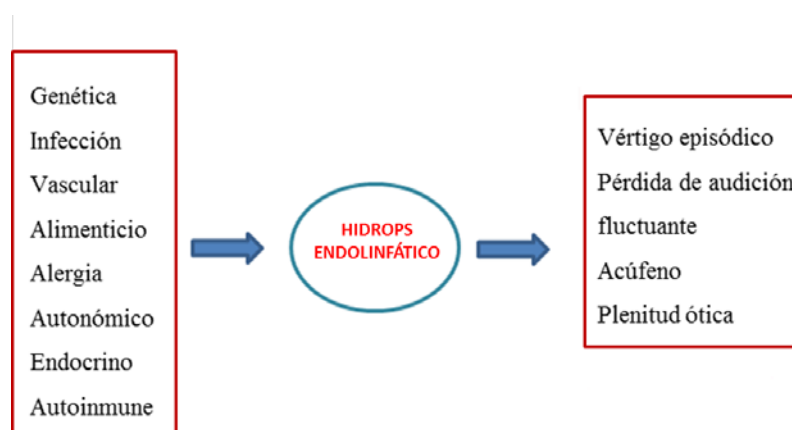 Genética
Infección
Vascular
Alimenticio
Alergia
Autonómico
Endocrino
Autoinmune
HIDROPS
ENDOLINFÁTICO
Vértigo episódico
Pérdida de audición
fluctuante
Acúfeno
Plenitud ótica